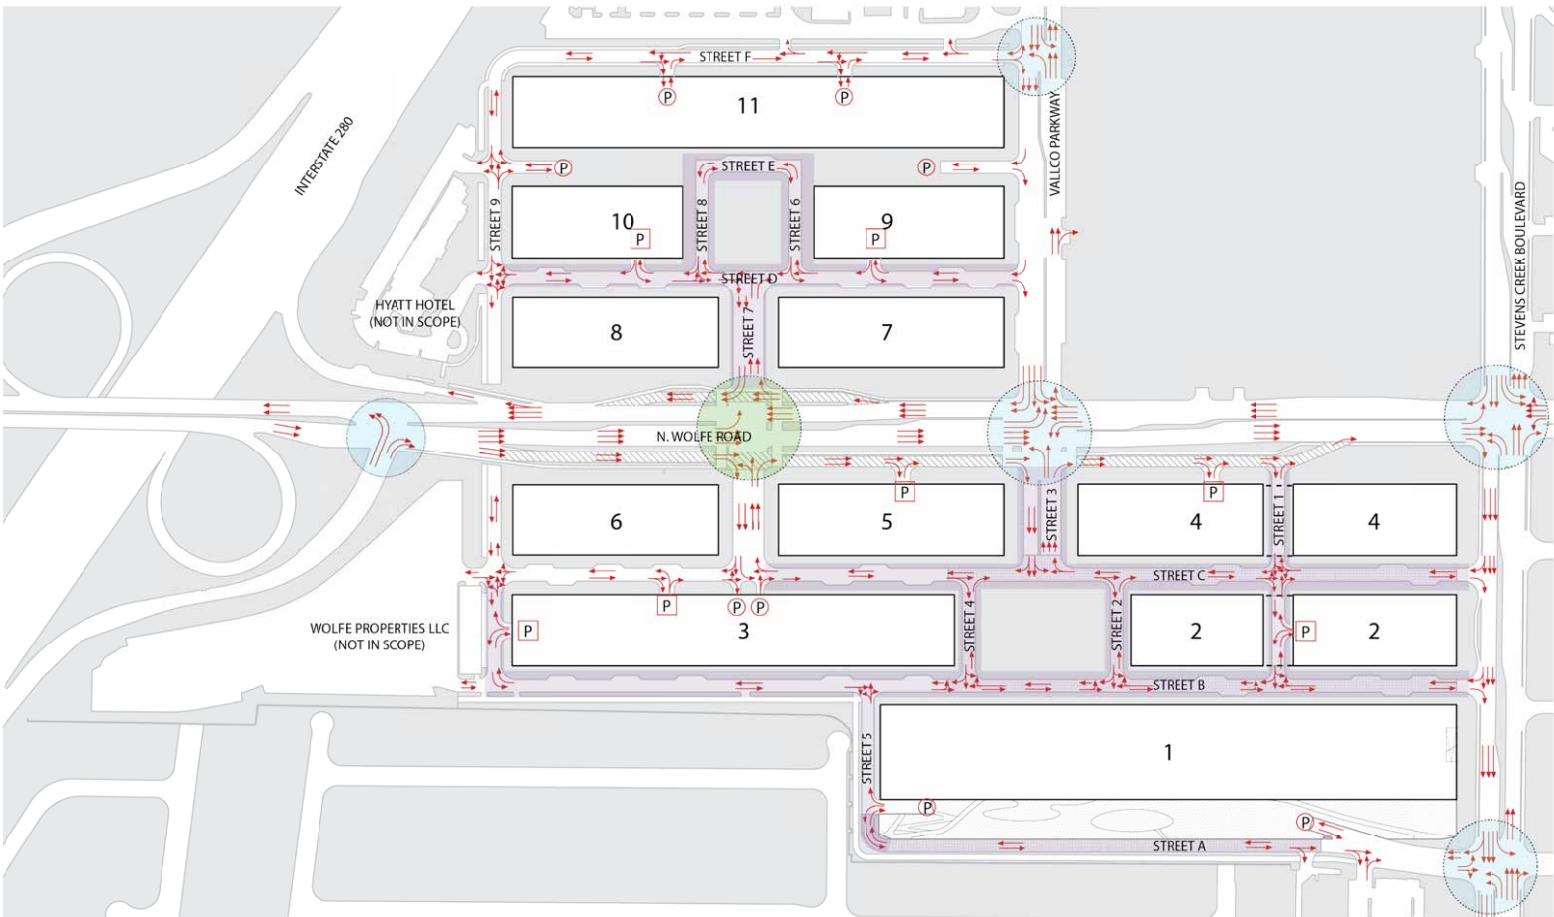 STREET F
P
P
11
INTERSTATE 280
VALLCO PARKWAY
P
STREET E
P
STREET 9
10
P
STREET 8
STREET 6
9
P
STEVENS CREEK BOULEVARD
STREET D
HYATT HOTEL
(NOT IN SCOPE)
8
STREET 7
7
N. WOLFE ROAD
P
P
6
5
STREET 3
4
STREET 1
4
STREET C
P
P
P
WOLFE PROPERTIES LLC
(NOT IN SCOPE)
P
3
STREET 4
STREET 2
2
P
2
STREET B
STREET 5
1
P
P
STREET A